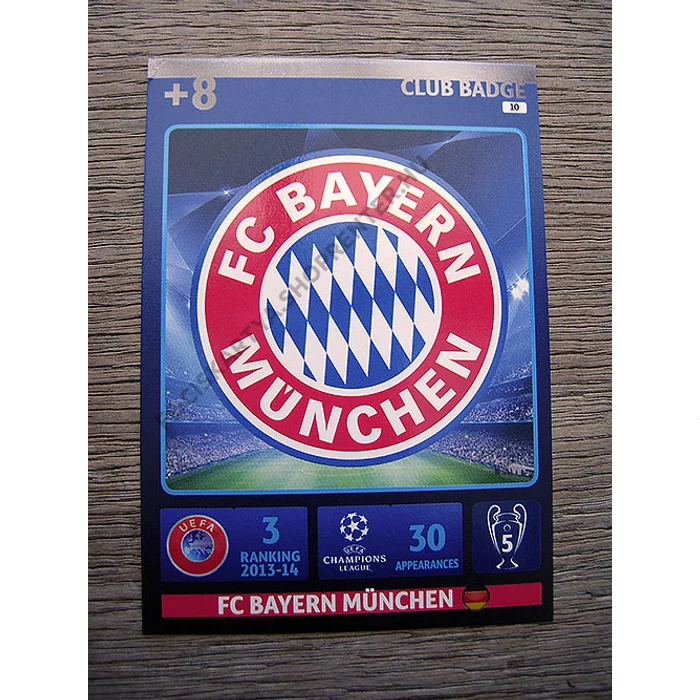 +8
CLUB BADGE
10
FC BAYERN
MÜNCHEN
UEFA
3
RANKING
2013-14
UEFA
CHAMPIONS
LEAGUE
30
APPEARANCES
5
FC BAYERN MÜNCHEN